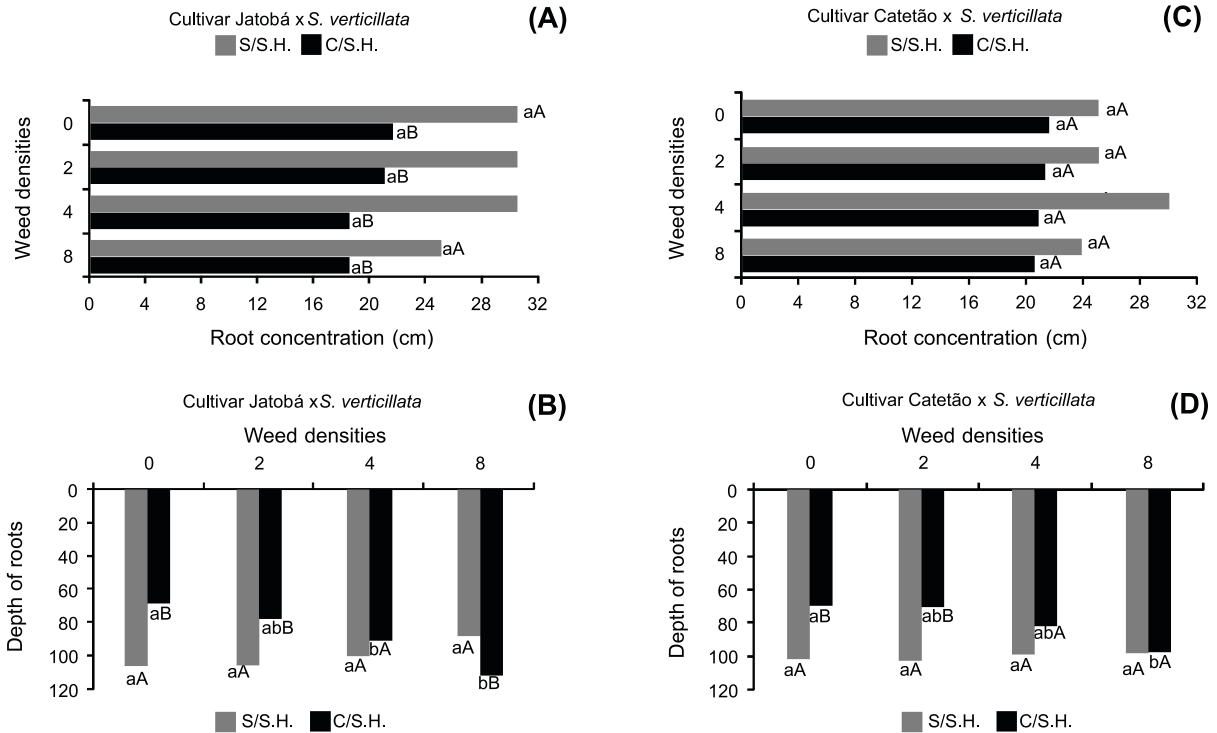 Cultivar Jatobá x S. verticillata
(A)
S/S.H. C/S.H.
Weed densities
0
2
4
8
aA
aB
aB
aB
aA
aB
0 4 8 12 16 20 24 28 32
Root concentration (cm)
Cultivar Catetão x S. verticillata
(C)
S/S.H. C/S.H.
Weed densities
0
2
4
8
aA
aA
aA
aA
aA
aA
aA
0 4 8 12 16 20 24 28 32
Root concentration (cm)
Cultivar Jatobá x S. verticillata
(B)
Weed densities
0 2 4 8
Depth of roots
0
20
40
60
80
100
120
aA aB
aA abB
aA bA
aA bB
S/S.H. C/S.H.
Cultivar Catetão x S. verticillata
(D)
Weed densities
0 2 4 8
Depth of roots
0
20
40
60
80
100
120
aA aB
aA abB
aA abA
aA bA
S/S.H. C/S.H.